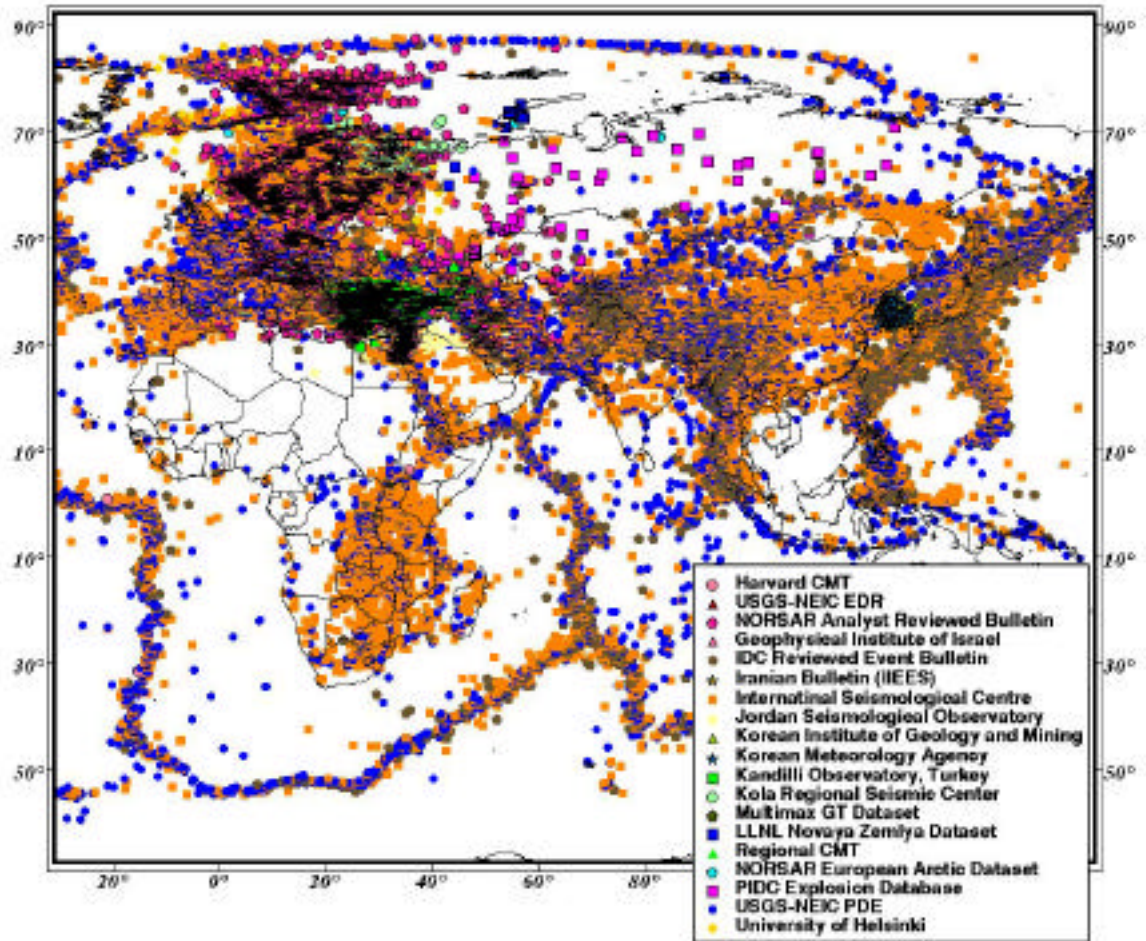 90° 90°
70° 70°
50° 50°
30° 30°
10° 10°
10° 10°
30° 30°
50° 50°
20° 0° 20° 40° 60° 80°
Harvard CMT
USGS-NEIC EDR
NORSAR Analyst Reviewed Bulletin
Geophysical Institute of Israel
IDC Reviewed Event Bulletin
Iranian Bulletin (IIEES)
Internatinal Seismological Centre
Jordan Seismological Observatory
Korean Institute of Geology and Mining
Korean Meteorology Agency
Kandilli Observatory, Turkey
Kola Regional Seismic Center
Multimax GT Dataset
LLNL Novaya Zemlya Dataset
Regional CMT
NORSAR European Arctic Dataset
PIDC Explosion Database
USGS-NEIC PDE
University of Helsinki